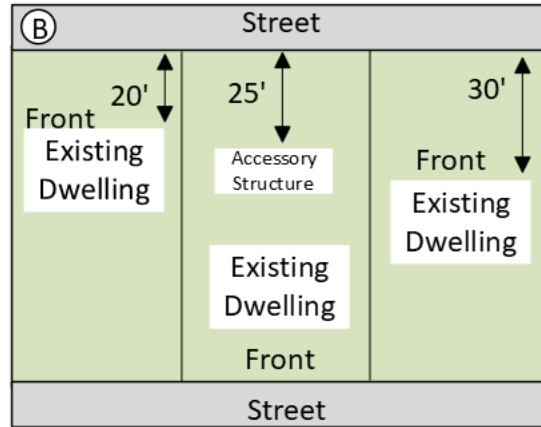 B
Street
20'
25'
30'
Front
Existing
Dwelling
Accessory
Structure
Front
Existing
Dwelling
Existing
Dwelling
Front
Street